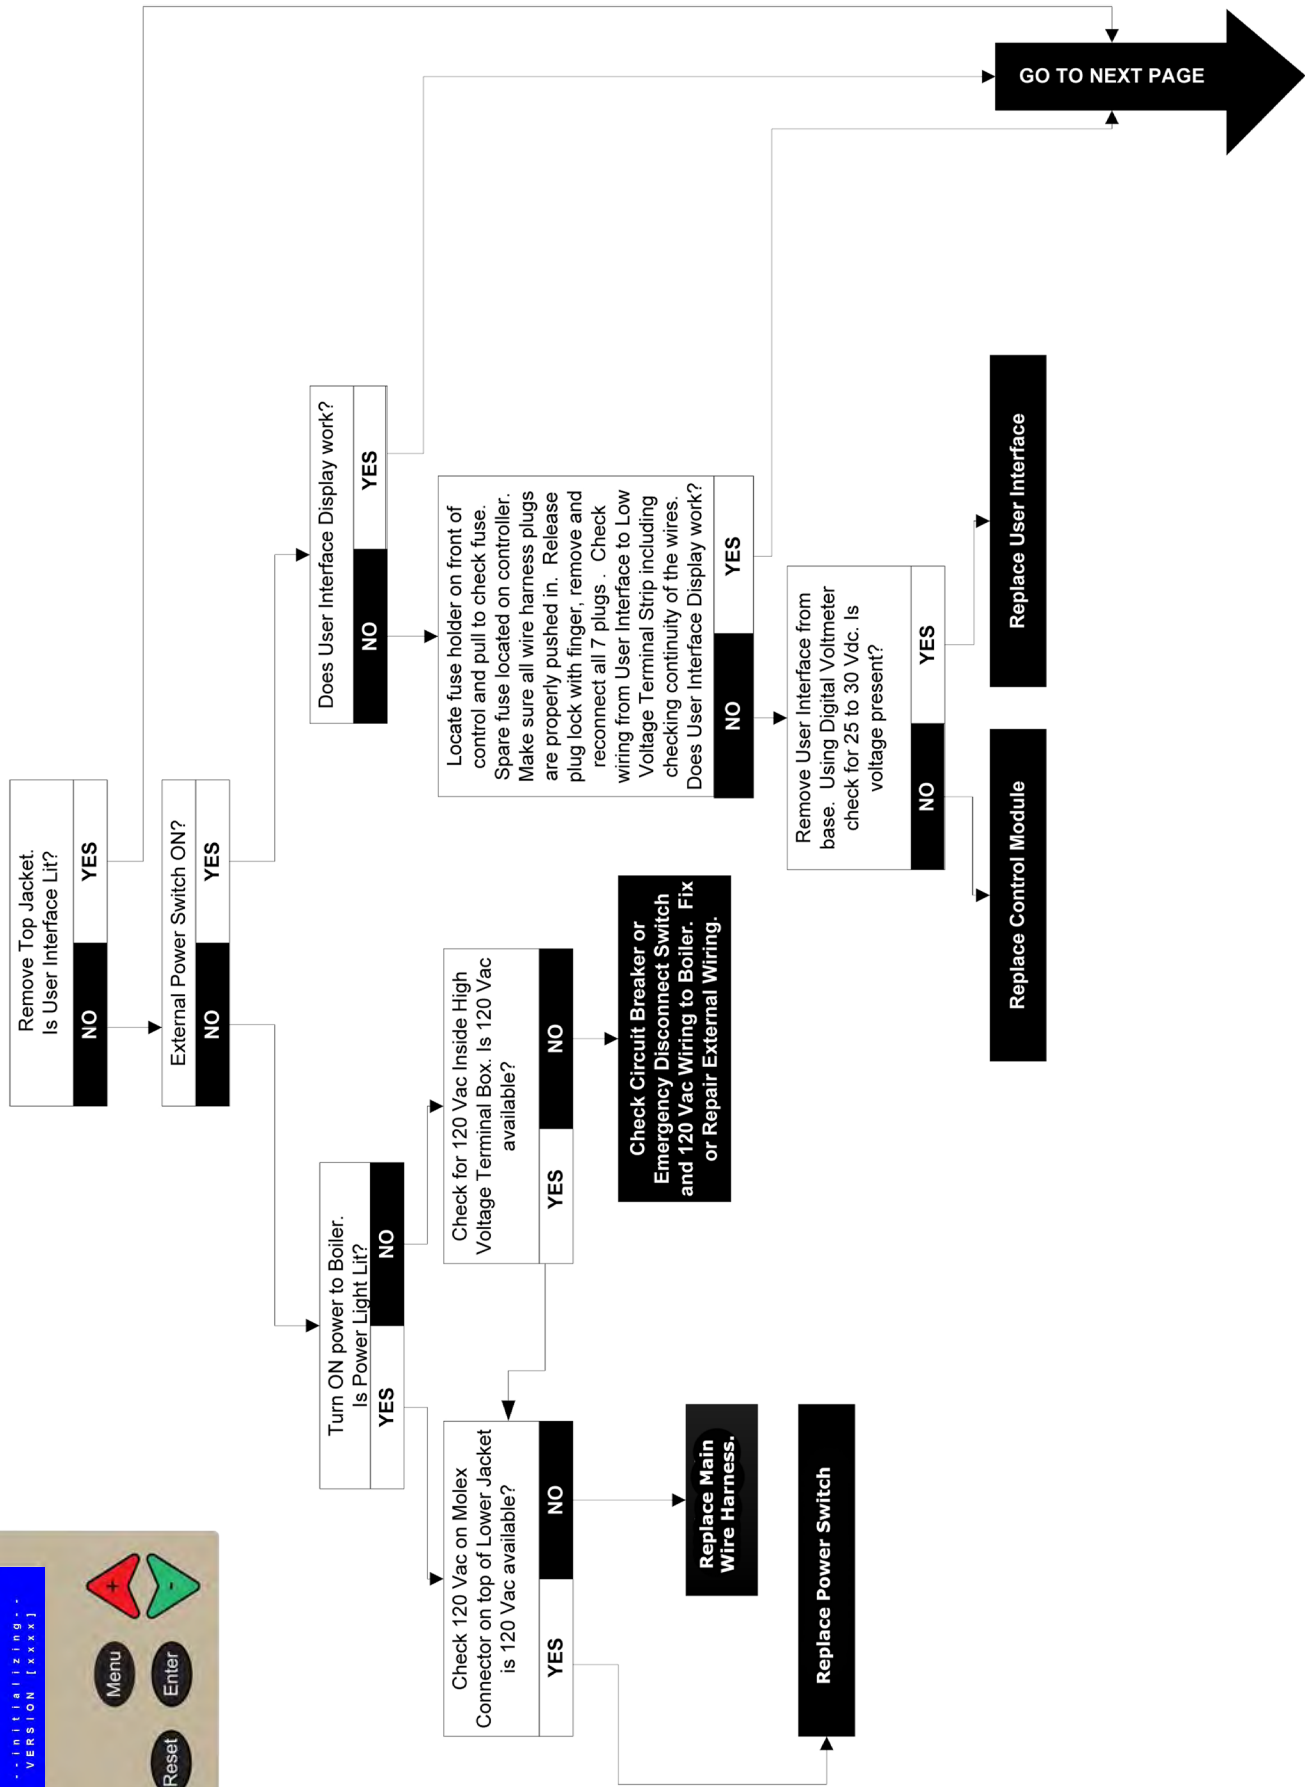 --initializing--
VERSION [xxxx]
Menu
Reset
Enter
+
-
Remove Top Jacket.
Is User Interface Lit?
NO
YES
External Power Switch ON?
NO
YES
Turn ON power to Boiler.
Is Power Light Lit?
YES
NO
Does User Interface Display work?
NO
YES
Check 120 Vac on Molex
Connector on top of Lower Jacket
is 120 Vac available?
YES
NO
Check for 120 Vac Inside High
Voltage Terminal Box. Is 120 Vac
available?
YES
NO
Locate fuse holder on front of
control and pull to check fuse.
Spare fuse located on controller.
Make sure all wire harness plugs
are properly pushed in. Release
plug lock with finger, remove and
reconnect all 7 plugs . Check
wiring from User Interface to Low
Voltage Terminal Strip including
checking continuity of the wires.
Does User Interface Display work?
NO
YES
Check Circuit Breaker or
Emergency Disconnect Switch
and 120 Vac Wiring to Boiler. Fix
or Repair External Wiring.
Replace Main
Wire Harness.
Replace Power Switch
Remove User Interface from
base. Using Digital Voltmeter
check for 25 to 30 Vdc. Is
voltage present?
NO
YES
Replace Control Module
Replace User Interface
GO TO NEXT PAGE